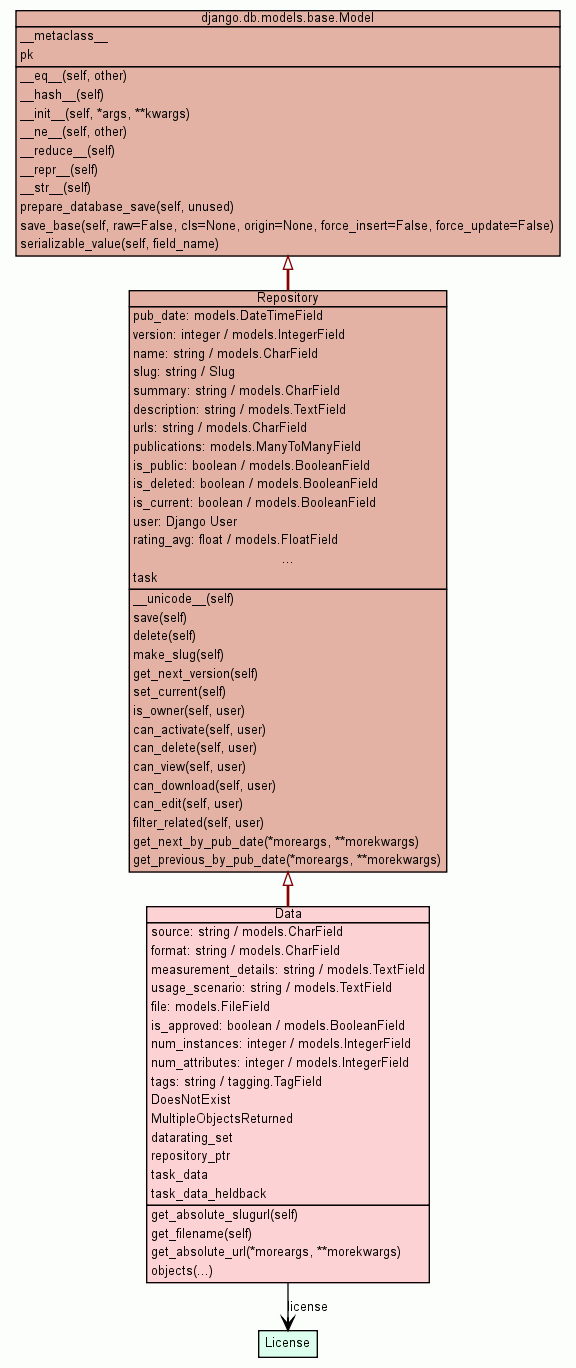 django.db.models.base.Model
__metaclass__
pk
__eq__(self, other)
__hash__(self)
__init__(self, *args, **kwargs)
__ne__(self, other)
__reduce__(self)
__repr__(self)
__str__(self)
prepare_database_save(self, unused)
save_base(self, raw=False, cls=None, origin=None, force_insert=False, force_update=False)
serializable_value(self, field_name)
Repository
pub_date: models.DateTimeField
version: integer / models.IntegerField
name: string / models.CharField
slug: string / Slug
summary: string / models.CharField
description: string / models.TextField
urls: string / models.CharField
publications: models.ManyToManyField
is_public: boolean / models.BooleanField
is_deleted: boolean / models.BooleanField
is_current: boolean / models.BooleanField
user: Django User
rating_avg: float / models.FloatField
...
task
__unicode__(self)
save(self)
delete(self)
make_slug(self)
get_next_version(self)
set_current(self)
is_owner(self, user)
can_activate(self, user)
can_delete(self, user)
can_view(self, user)
can_download(self, user)
can_edit(self, user)
filter_related(self, user)
get_next_by_pub_date(*moreargs, **morekwargs)
get_previous_by_pub_date(*moreargs, **morekwargs)
Data
source: string / models.CharField
format: string / models.CharField
measurement_details: string / models.TextField
usage_scenario: string / models.TextField
file: models.FileField
is_approved: boolean / models.BooleanField
num_instances: integer / models.IntegerField
num_attributes: integer / models.IntegerField
tags: string / tagging.TagField
DoesNotExist
MultipleObjectsReturned
datarating_set
repository_ptr
task_data
task_data_heldback
get_absolute_slugurl(self)
get_filename(self)
get_absolute_url(*moreargs, **morekwargs)
objects(...)
license
License